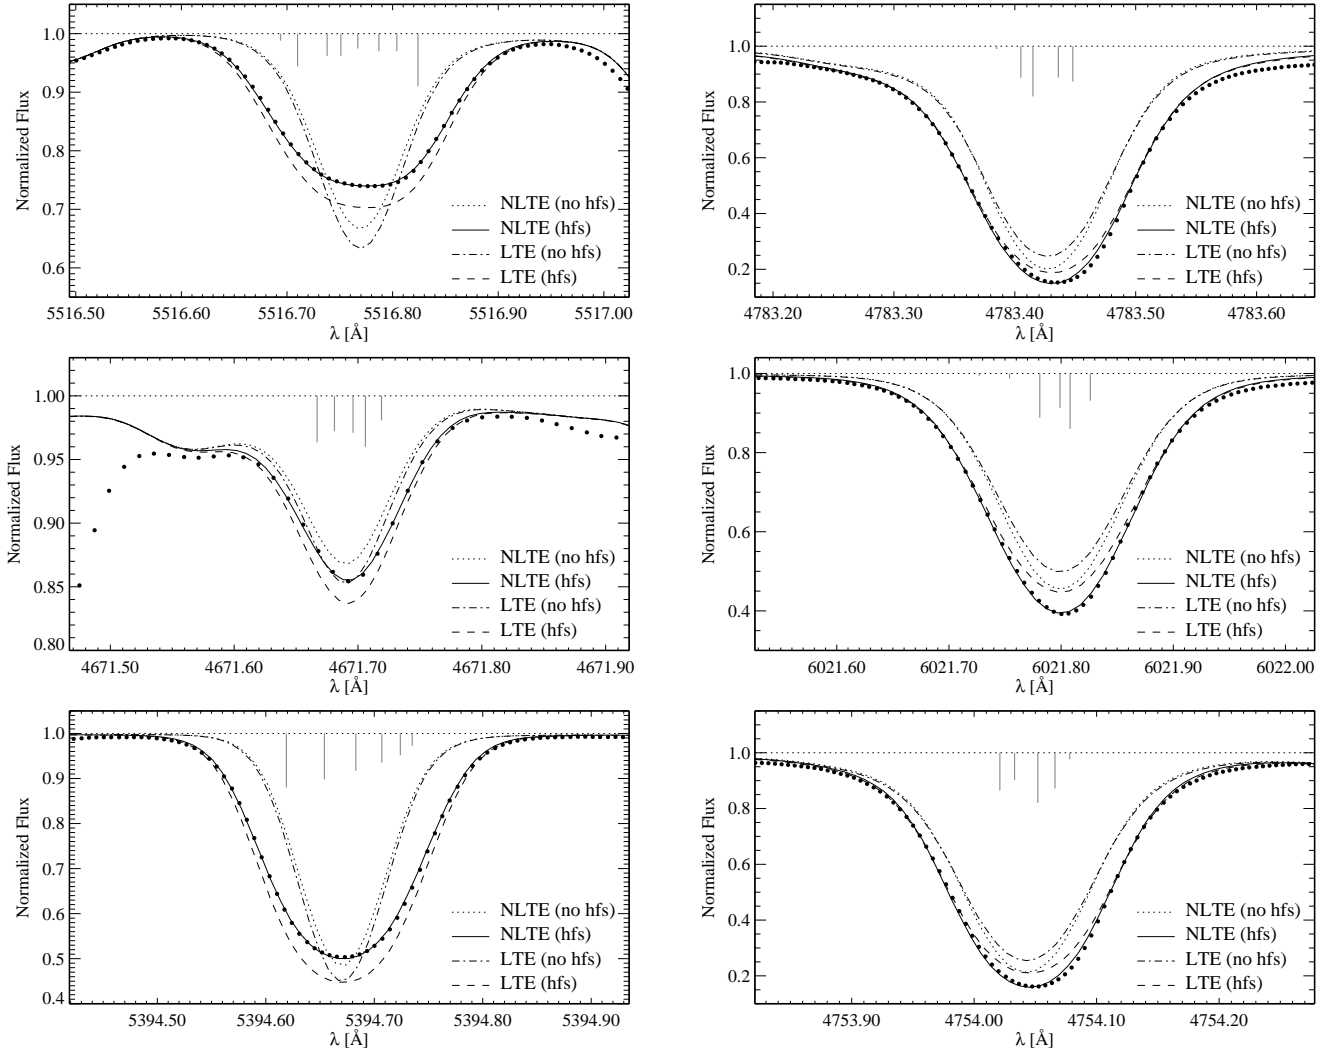 1.0
0.9
0.8
0.7
0.6
Normalized Flux
NLTE (no hfs)
NLTE (hfs)
LTE (no hfs)
LTE (hfs)
5516.50 5516.60 5516.70 5516.80 5516.90 5517.00
λ [Å]
1.0
0.8
0.6
0.4
0.2
Normalized Flux
NLTE (no hfs)
NLTE (hfs)
LTE (no hfs)
LTE (hfs)
4783.20 4783.30 4783.40 4783.50 4783.60
λ [Å]
1.00
0.95
0.90
0.85
0.80
Normalized Flux
NLTE (no hfs)
NLTE (hfs)
LTE (no hfs)
LTE (hfs)
4671.50 4671.60 4671.70 4671.80 4671.90
λ [Å]
1.0
0.8
0.6
0.4
Normalized Flux
NLTE (no hfs)
NLTE (hfs)
LTE (no hfs)
LTE (hfs)
6021.60 6021.70 6021.80 6021.90 6022.00
λ [Å]
1.0
0.9
0.8
0.7
0.6
0.5
0.4
Normalized Flux
NLTE (no hfs)
NLTE (hfs)
LTE (no hfs)
LTE (hfs)
5394.50 5394.60 5394.70 5394.80 5394.90
λ [Å]
1.0
0.8
0.6
0.4
0.2
Normalized Flux
NLTE (no hfs)
NLTE (hfs)
LTE (no hfs)
LTE (hfs)
4753.90 4754.00 4754.10 4754.20
λ [Å]